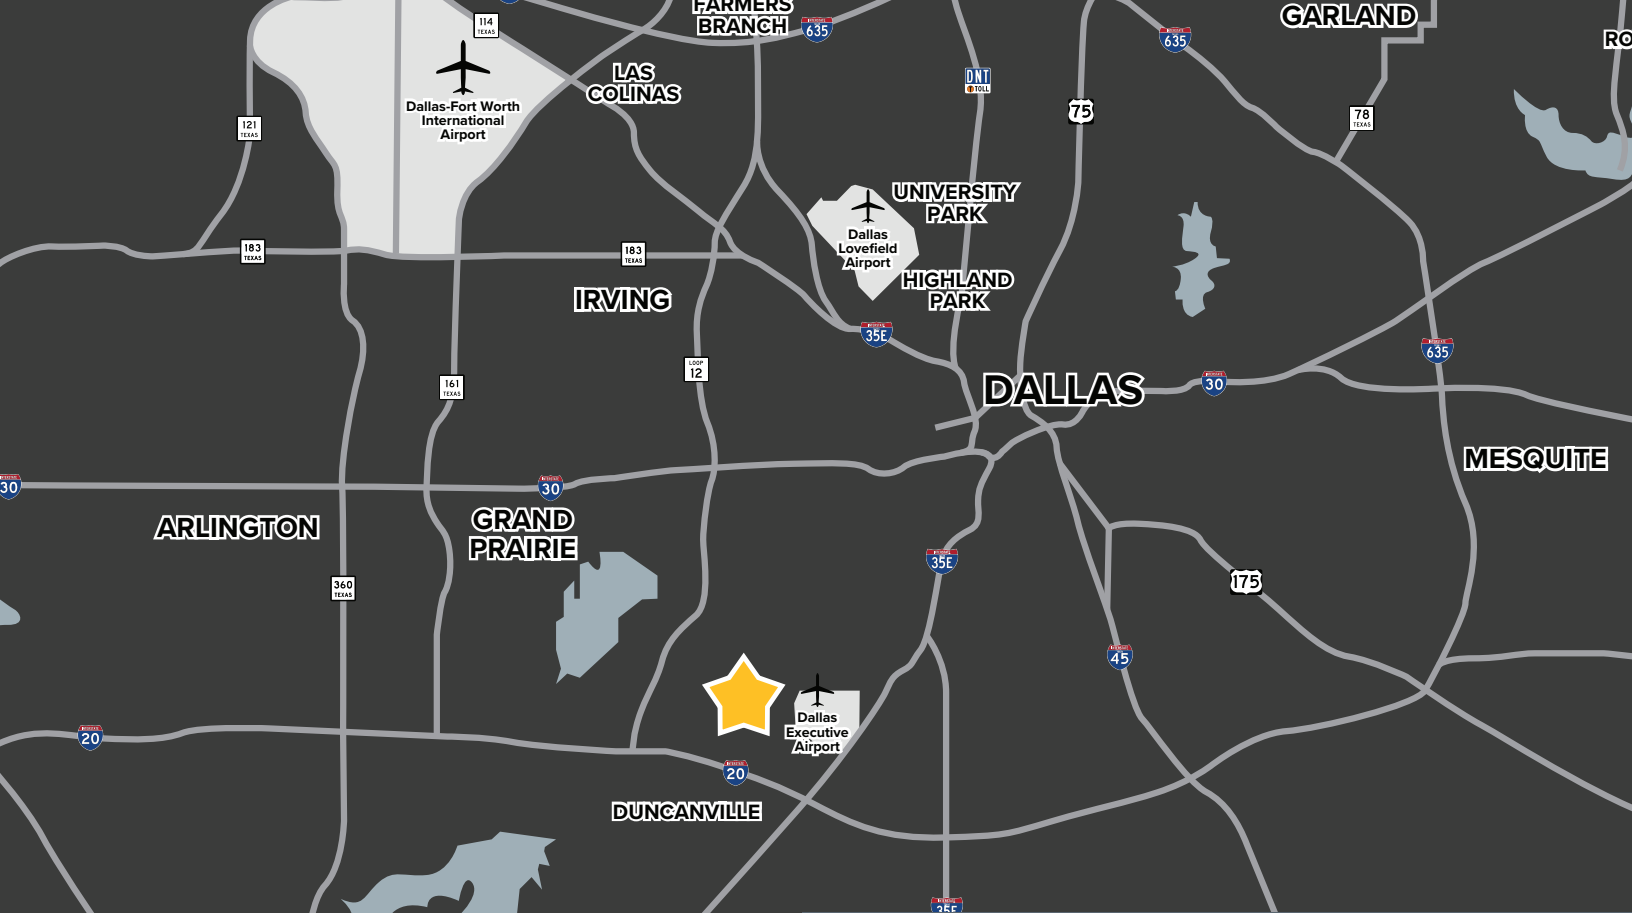 FARMERS
BRANCH
635
114
TEXAS
635
GARLAND
RO
LAS
COLINAS
DNT
TOLL
75
78
TEXAS
121
TEXAS
Dallas-Fort Worth
International
Airport
UNIVERSITY
PARK
Dallas
Lovefield
Airport
183
TEXAS
183
TEXAS
HIGHLAND
PARK
IRVING
35E
635
LOOP
12
161
TEXAS
DALLAS
30
MESQUITE
30
30
ARLINGTON
GRAND
PRAIRIE
35E
360
TEXAS
175
45
Dallas
Executive
Airport
20
20
DUNCANVILLE
35E